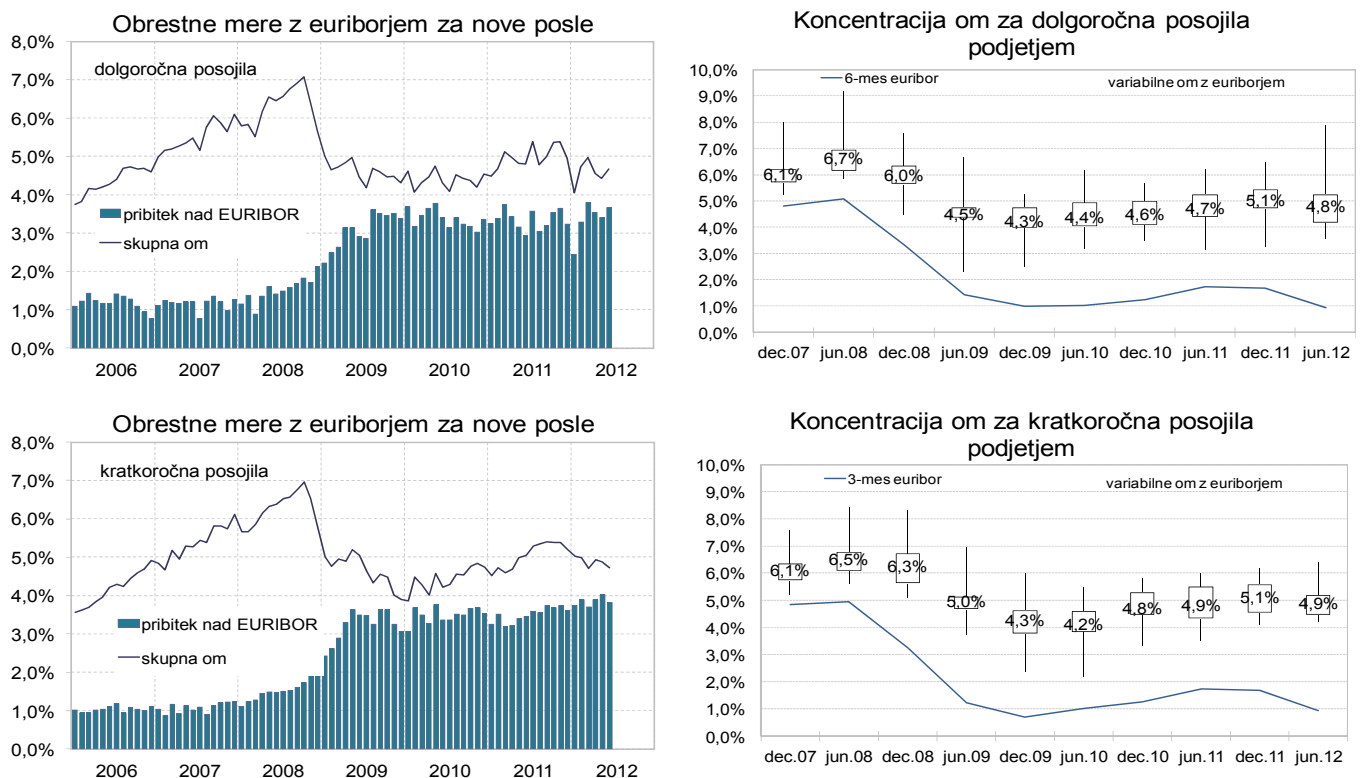 Obrestne mere z euriborjem za nove posle
8,0%
7,0%
6,0%
5,0%
4,0%
3,0%
2,0%
1,0%
0,0%
dolgoročna posojila
pribitek nad EURIBOR
skupna om
2006 2007 2008 2009 2010 2011 2012
Koncentracija om za dolgoročna posojila
podjetjem
10,0%
9,0%
8,0%
7,0%
6,0%
5,0%
4,0%
3,0%
2,0%
1,0%
0,0%
6-mes euribor
variabilne om z euriborjem
6,1% 6,7% 6,0% 4,5% 4,3% 4,4% 4,6% 4,7% 5,1% 4,8%
dec.07 jun.08 dec.08 jun.09 dec.09 jun.10 dec.10 jun.11 dec.11 jun.12
Obrestne mere z euriborjem za nove posle
8,0%
7,0%
6,0%
5,0%
4,0%
3,0%
2,0%
1,0%
0,0%
kratkoročna posojila
pribitek nad EURIBOR
skupna om
2006 2007 2008 2009 2010 2011 2012
Koncentracija om za kratkoročna posojila
podjetjem
10,0%
9,0%
8,0%
7,0%
6,0%
5,0%
4,0%
3,0%
2,0%
1,0%
0,0%
3-mes euribor
variabilne om z euriborjem
6,1% 6,5% 6,3% 5,0% 4,3% 4,2% 4,8% 4,9% 5,1% 4,9%
dec.07 jun.08 dec.08 jun.09 dec.09 jun.10 dec.10 jun.11 dec.11 jun.12